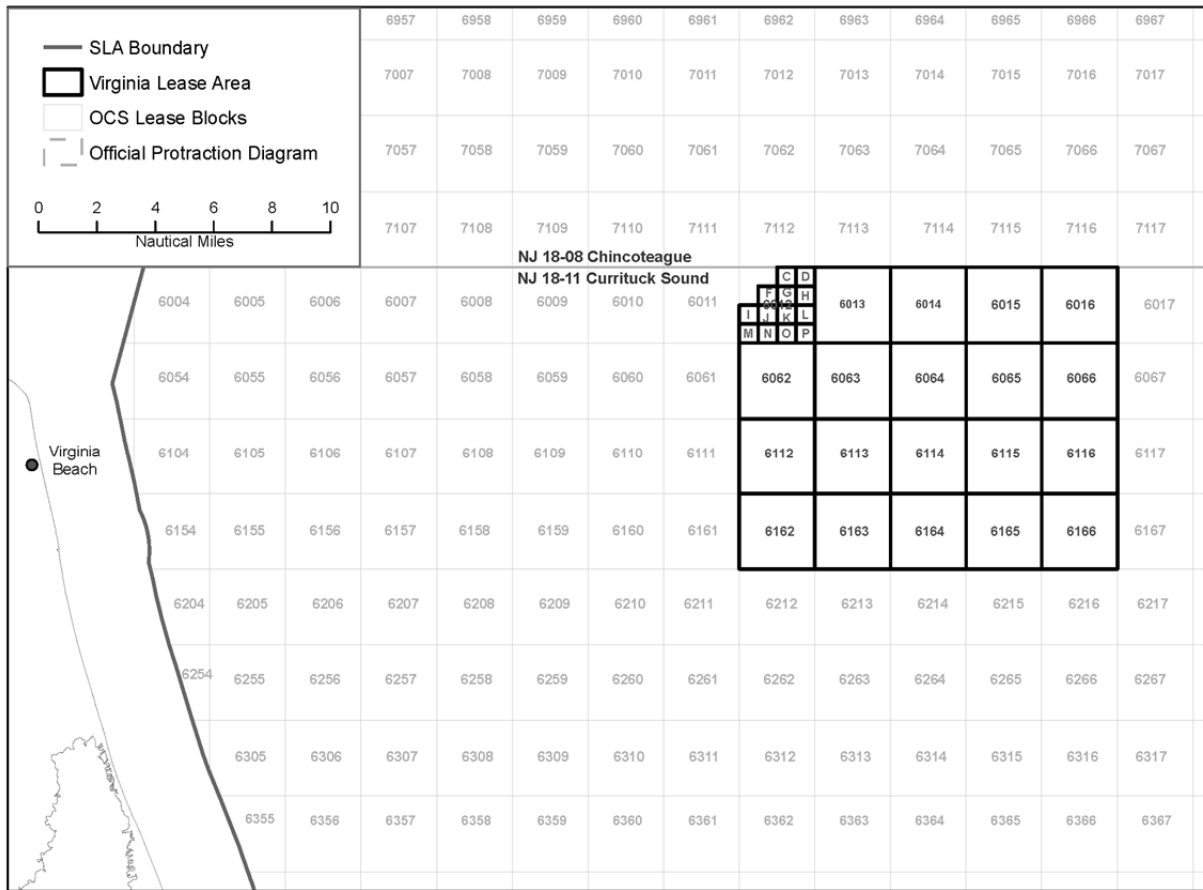 6957 6958 6959 6960 6961 6962 6963 6964 6965 6966 6967
SLA Boundary
Virginia Lease Area
OCS Lease Blocks
Official Protraction Diagram
0 2 4 6 8 10
Nautical Miles
7007 7008 7009 7010 7011 7012 7013 7014 7015 7016 7017
7057 7058 7059 7060 7061 7062 7063 7064 7065 7066 7067
7107 7108 7109 7110 7111 7112 7113 7114 7115 7116 7117
NJ 18-08 Chincoteague
NJ 18-11 Currituck Sound
C D
F G H
I J K L
M N O P
6004 6005 6006 6007 6008 6009 6010 6011 6013 6014 6015 6016 6017
6054 6055 6056 6057 6058 6059 6060 6061 6062 6063 6064 6065 6066 6067
Virginia
Beach
6104 6105 6106 6107 6108 6109 6110 6111 6112 6113 6114 6115 6116 6117
6154 6155 6156 6157 6158 6159 6160 6161 6162 6163 6164 6165 6166 6167
6204 6205 6206 6207 6208 6209 6210 6211 6212 6213 6214 6215 6216 6217
6254 6255 6256 6257 6258 6259 6260 6261 6262 6263 6264 6265 6266 6267
6305 6306 6307 6308 6309 6310 6311 6312 6313 6314 6315 6316 6317
6355 6356 6357 6358 6359 6360 6361 6362 6363 6364 6365 6366 6367